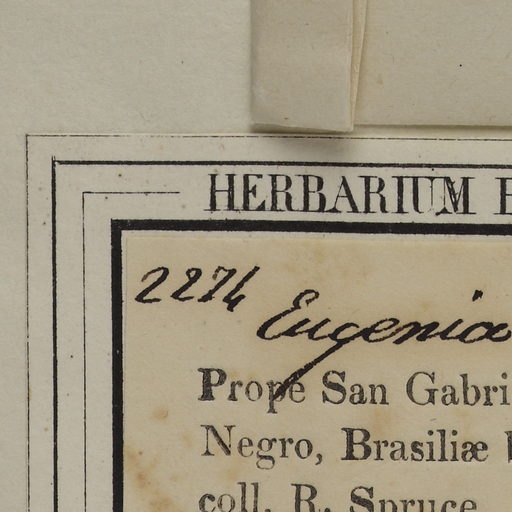 HERBARIUM
2274 Eugenia
Prope San Gabri
Negro, Brasiliæ
coll. R. Spruce